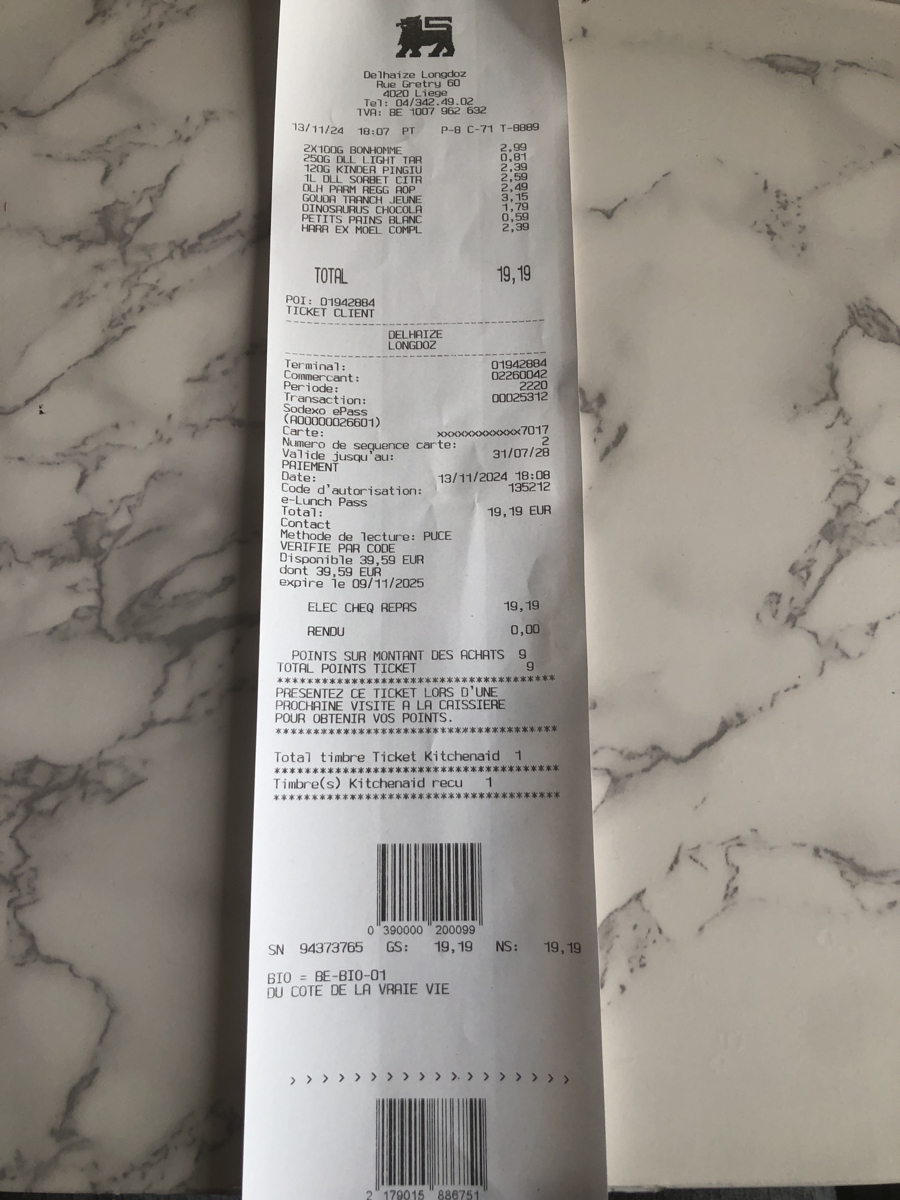 Delhaize Longdoz
Rue Gretry 60
4020 Liege
Tel: 04/342.49.02
TVA: BE 1007 962 632
13/11/24 18:07 PT P-8 C-71 T-8889
2X100G BONHOMME 2,99
250G DLL LIGHT TAR 0,81
120G KINDER PINGIU 2,39
1L DLL SORBET CITR 2,59
DLH PARM REGG AOP 2,49
GOUDA TRANCH JEUNE 3,15
DINOSAURUS CHOCOLA 1,79
PETITS PAINS BLANC 0,59
HARR EX MOEL COMPL 2,39
TOTAL 19,19
POI: 01942884
TICKET CLIENT
DELHAIZE
LONGDOZ
Terminal: 01942884
Commercant: 02260042
Periode: 2220
Transaction: 00025312
Sodexo ePass
(A00000026601)
Carte: xxxxxxxxxxxx7017
Numero de sequence carte: 2
Valide jusqu'au: 31/07/28
PAIEMENT
Date: 13/11/2024 18:08
Code d'autorisation: 135212
e-Lunch Pass
Total: 19,19 EUR
Contact
Methode de lecture: PUCE
VERIFIE PAR CODE
Disponible 39,59 EUR
dont 39,59 EUR
expire le 09/11/2025
ELEC CHEQ REPAS 19,19
RENDU 0,00
POINTS SUR MONTANT DES ACHATS 9
TOTAL POINTS TICKET 9
****************************************
PRESENTEZ CE TICKET LORS D'UNE
PROCHAINE VISITE A LA CAISSIERE
POUR OBTENIR VOS POINTS.
****************************************
Total timbre Ticket Kitchenaid 1
****************************************
Timbre(s) Kitchenaid recu 1
****************************************
0 390000 200099
SN 94373765 GS: 19,19 NS: 19,19
BIO = BE-BIO-01
DU COTE DE LA VRAIE VIE
> > > > > > > > > > > > > > > > > >
2 179015 886751